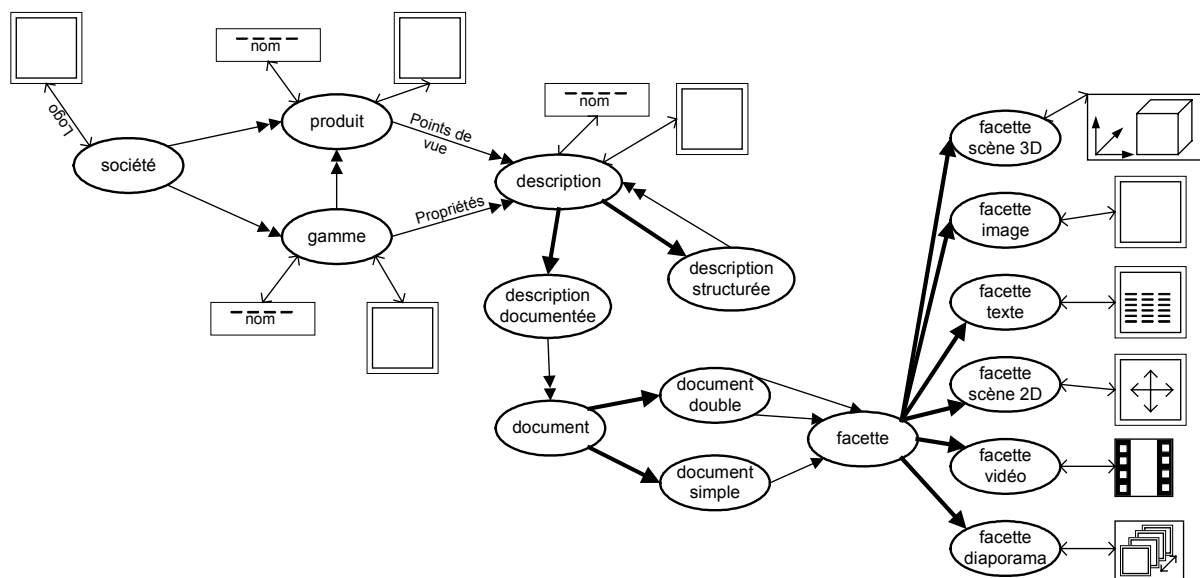 nom
Logo
produit
société
Points de
vue
nom
description
Propriétés
gamme
nom
description
structurée
description
documentée
document
document
double
document
simple
facette
facette
scène 3D
facette
image
facette
texte
facette
scène 2D
facette
vidéo
facette
diaporama